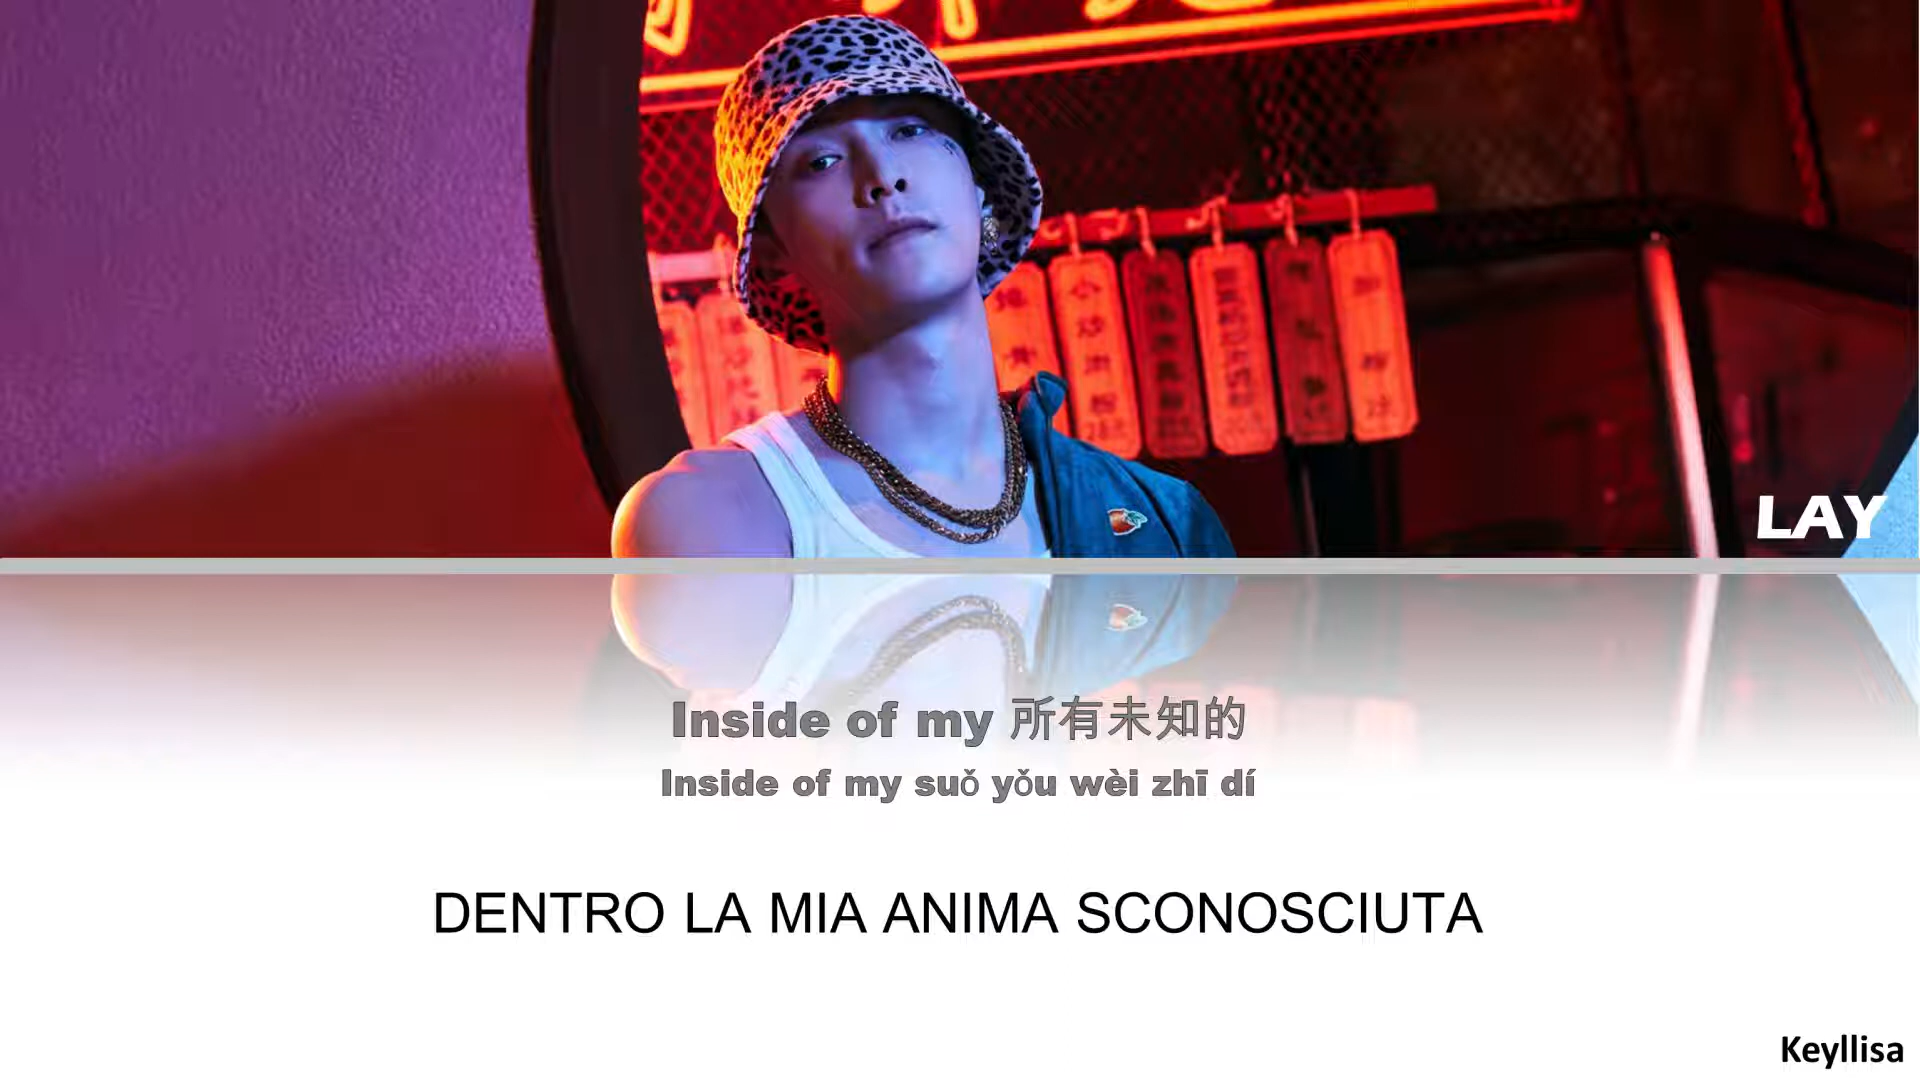 LAY
Inside of my 所有未知的
Inside of my suǒ yǒu wèi zhī dí
DENTRO LA MIA ANIMA SCONOSCIUTA
Keyllisa